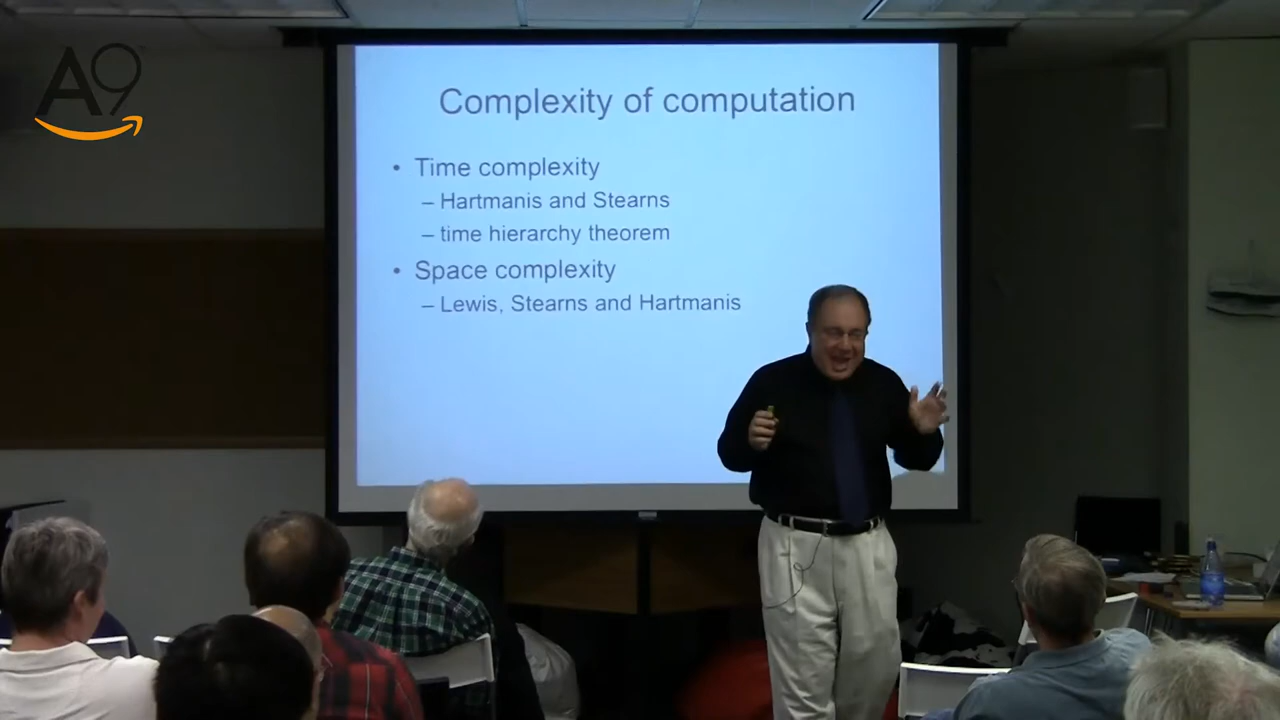 A9
Complexity of computation
• Time complexity
– Hartmanis and Stearns
– time hierarchy theorem
• Space complexity
– Lewis, Stearns and Hartmanis